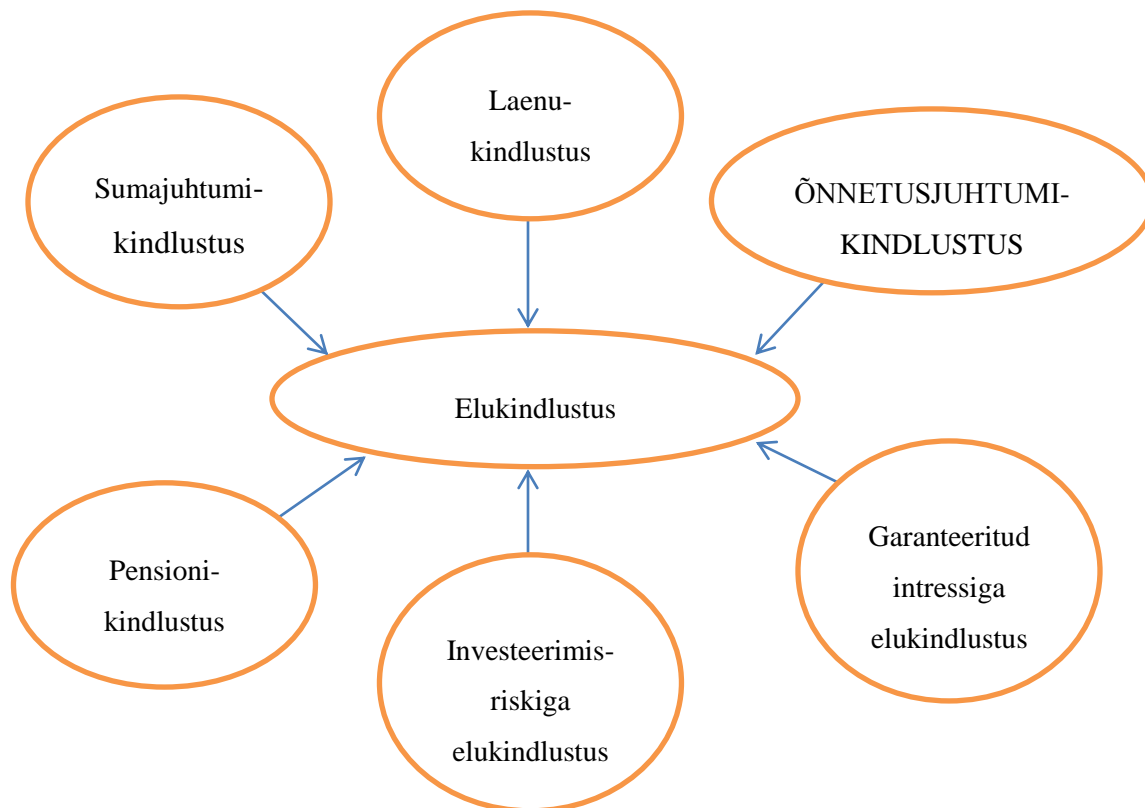 Laenu-
kindlustus
Sumajuhtumi-
kindlustus
ÕNNETUSJUHTUMI-
KINDLUSTUS
Elukindlustus
Pensioni-
kindlustus
Investeerimis-
riskiga
elukindlustus
Garanteeritud
intressiga
elukindlustus